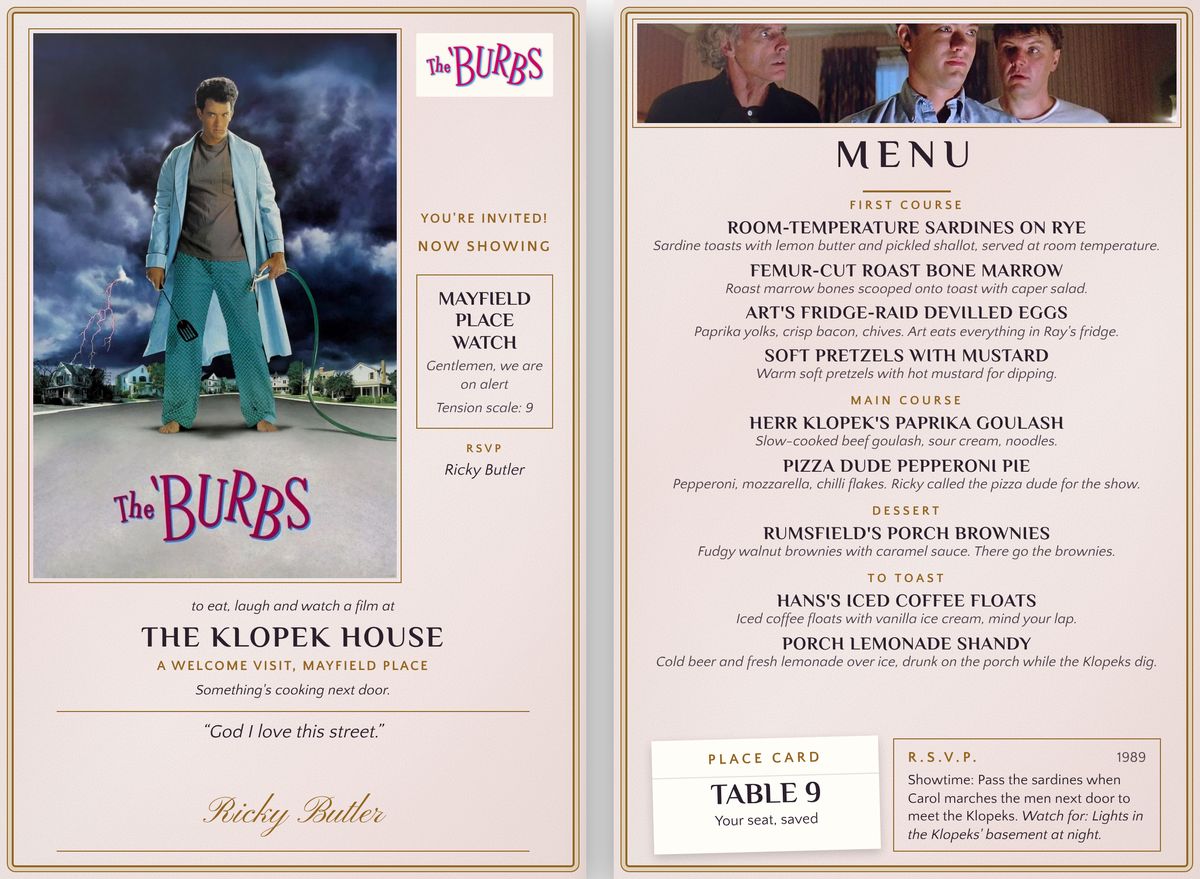 The 'BURBS
YOU'RE INVITED!
NOW SHOWING
MAYFIELD
PLACE
WATCH
Gentlemen, we are
on alert
Tension scale: 9
RSVP
Ricky Butler
The 'BURBS
to eat, laugh and watch a film at
THE KLOPEK HOUSE
A WELCOME VISIT, MAYFIELD PLACE
Something's cooking next door.
“God I love this street.”
Ricky Butler
MENU
FIRST COURSE
ROOM-TEMPERATURE SARDINES ON RYE
Sardine toasts with lemon butter and pickled shallot, served at room temperature.
FEMUR-CUT ROAST BONE MARROW
Roast marrow bones scooped onto toast with caper salad.
ART'S FRIDGE-RAID DEVILLED EGGS
Paprika yolks, crisp bacon, chives. Art eats everything in Ray's fridge.
SOFT PRETZELS WITH MUSTARD
Warm soft pretzels with hot mustard for dipping.
MAIN COURSE
HERR KLOPEK'S PAPRIKA GOULASH
Slow-cooked beef goulash, sour cream, noodles.
PIZZA DUDE PEPPERONI PIE
Pepperoni, mozzarella, chilli flakes. Ricky called the pizza dude for the show.
DESSERT
RUMSFIELD'S PORCH BROWNIES
Fudgy walnut brownies with caramel sauce. There go the brownies.
TO TOAST
HANS'S ICED COFFEE FLOATS
Iced coffee floats with vanilla ice cream, mind your lap.
PORCH LEMONADE SHANDY
Cold beer and fresh lemonade over ice, drunk on the porch while the Klopeks dig.
PLACE CARD
TABLE 9
Your seat, saved
R.S.V.P. 1989
Showtime: Pass the sardines when
Carol marches the men next door to
meet the Klopeks. Watch for: Lights in
the Klopeks' basement at night.